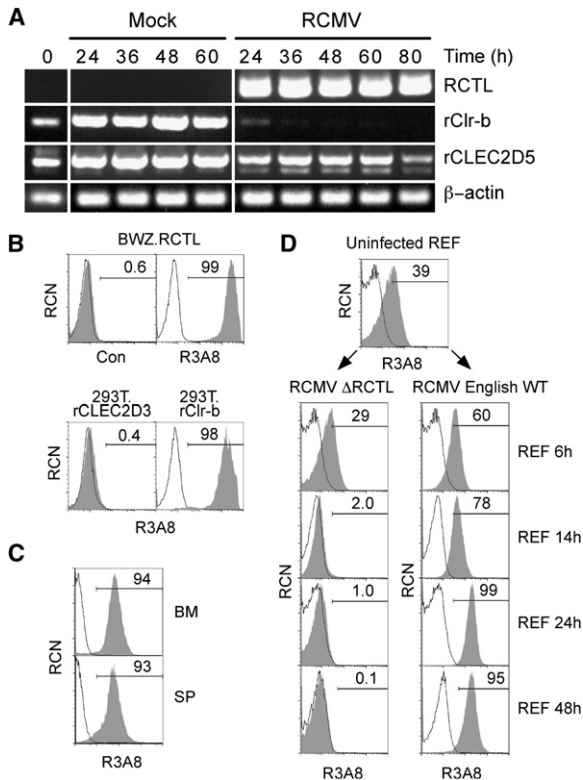 A
Mock RCMV
0 24 36 48 60 24 36 48 60 80 Time (h)
RCTL
rClr-b
rCLEC2D5
β–actin
B
BWZ.RCTL
RCN
0.6 99
Con R3A8
293T.
rCLEC2D3
293T.
rClr-b
RCN
0.4 98
R3A8
C
94
BM
RCN
93
SP
R3A8
D
Uninfected REF
RCN
39
R3A8
RCMV ΔRCTL RCMV English WT
29 60 REF 6h
2.0 78 REF 14h
RCN RCN
1.0 99 REF 24h
0.1 95 REF 48h
R3A8 R3A8